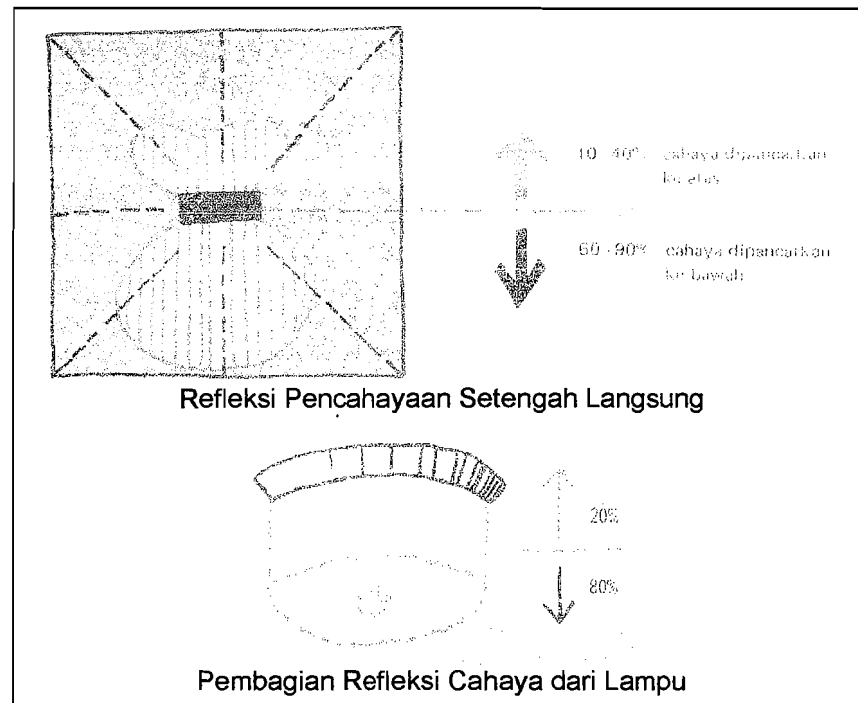 10 - 40% cahaya dipancarkan
ke atas
60 - 90% cahaya dipancarkan
ke bawah
Refleksi Pencahayaan Setengah Langsung
20%
80%
Pembagian Refleksi Cahaya dari Lampu